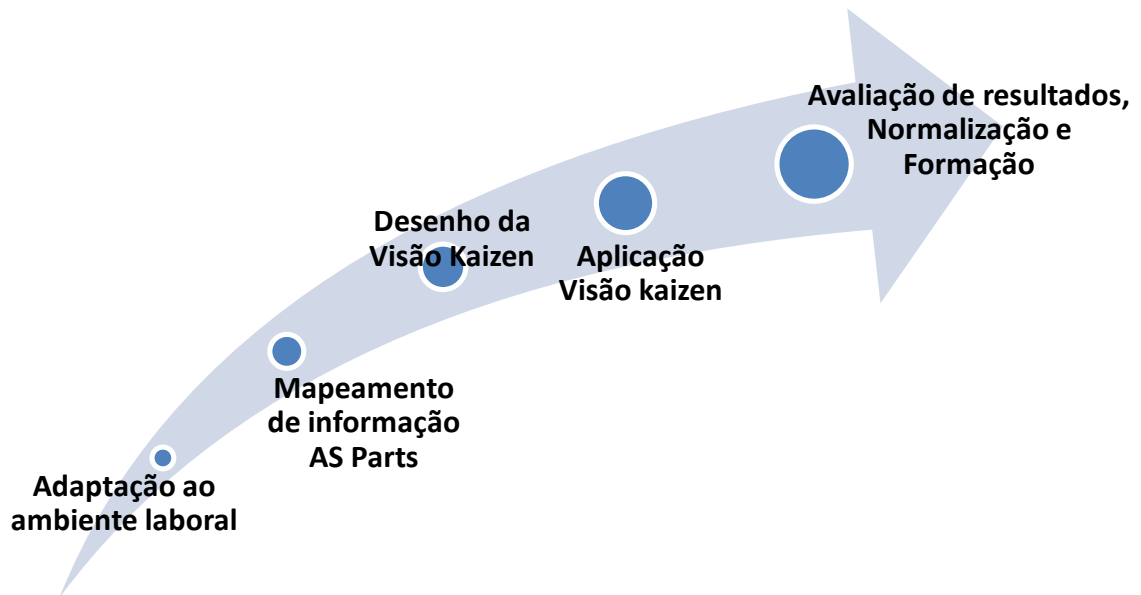 Adaptação ao
ambiente laboral
Mapeamento
de informação
AS Parts
Desenho da
Visão Kaizen
Aplicação
Visão kaizen
Avaliação de resultados,
Normalização e
Formação